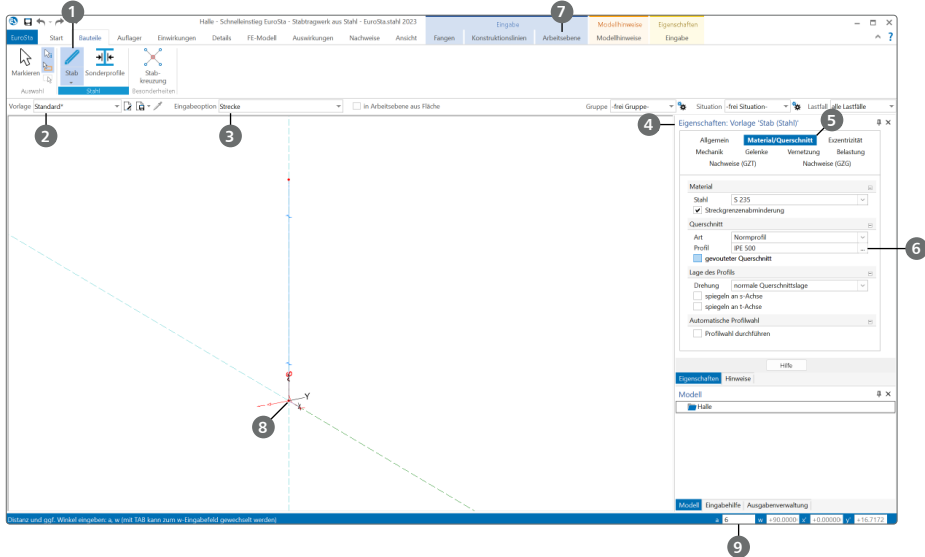 1
7
Halle - Schnelleinstieg EuroSta - Stabtragwerk aus Stahl - EuroSta.stahl 2023
Eingabe Modellhinweise Eigenschaften
EuroSta Start Bauteile Auflager Einwirkungen Details FE-Modell Auswirkungen Nachweise Ansicht Fangen Konstruktionslinien Arbeitsebene Modellhinweise Eingabe ?
Markieren Stab Sonderprofile Stab-
kreuzung
Auswahl Stahl Besonderheiten
Vorlage Standard* Eingabeoption Strecke in Arbeitsebene aus Fläche Gruppe -frei Gruppe- Situation -frei Situation- Lastfall alle Lastfälle
2
3
4
5
Eigenschaften: Vorlage 'Stab (Stahl)'
Allgemein Material/Querschnitt Exzentrizität
Mechanik Gelenke Vernetzung Belastung
Nachweise (GZT) Nachweise (GZG)
Material
Stahl S 235
Streckgrenzenabminderung
Querschnitt
Art Normprofil
Profil IPE 500 ...
6
gevouteter Querschnitt
Lage des Profils
Drehung normale Querschnittslage
spiegeln an s-Achse
spiegeln an t-Achse
Automatische Profilwahl
Profilwahl durchführen
Hilfe
Eigenschaften Hinweise
Modell
Halle
Y
8
Modell Eingabehilfe Ausgabenverwaltung
Distanz und ggf. Winkel eingeben: a, w (mit TAB kann zum w-Eingabefeld gewechselt werden) a 6 w +90.0000 x' +0.00000 y' +16.7172
9